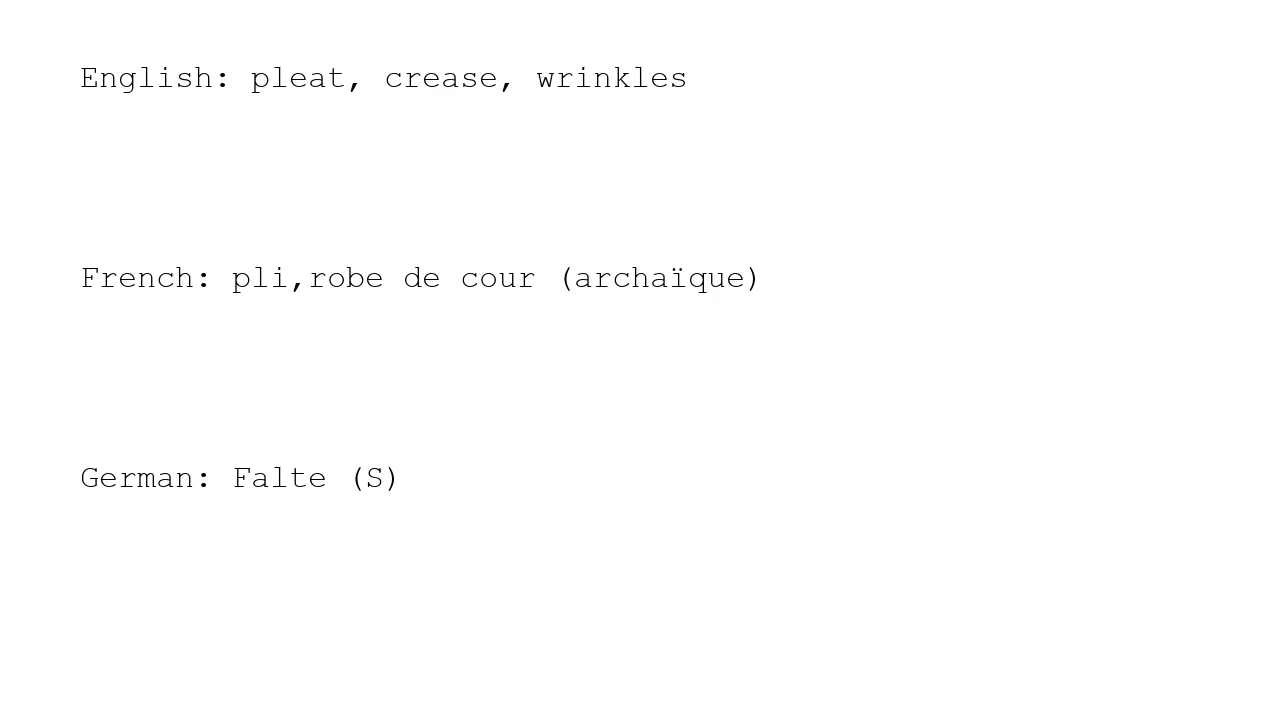 English: pleat, crease, wrinkles
French: pli,robe de cour (archaïque)
German: Falte (S)